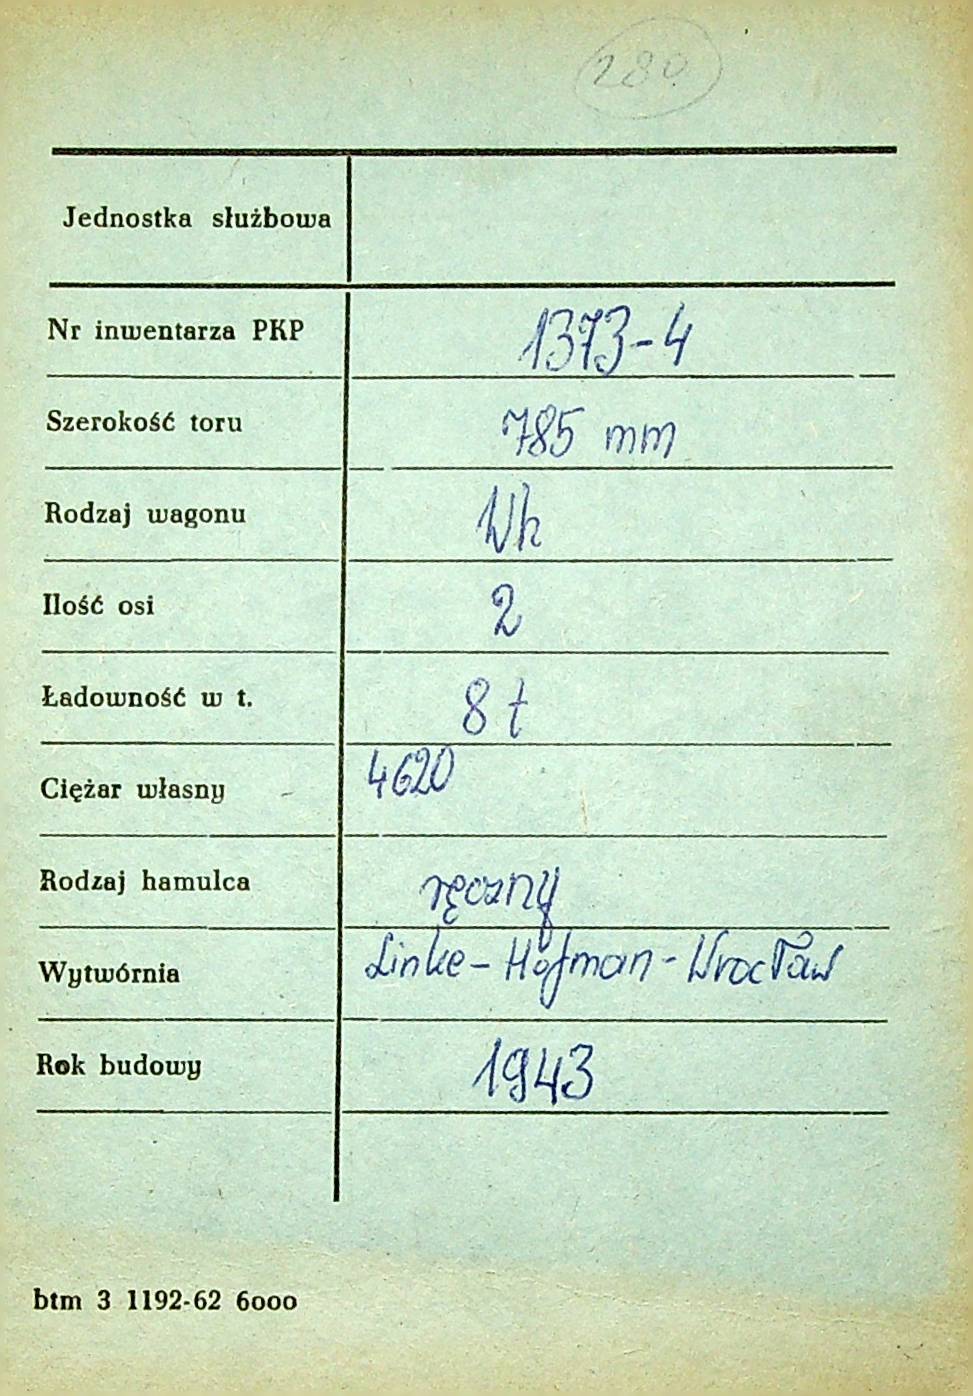 280
Jednostka służbowa
Nr inwentarza PKP 1373-4
Szerokość toru 785 mm
Rodzaj wagonu Wh
Ilość osi 2
Ładowność w t. 8 t
Ciężar własny 4620
Rodzaj hamulca ręczny
Wytwórnia Linke-Hofman-Wrocław
Rok budowy 1943
btm 3 1192-62 6000